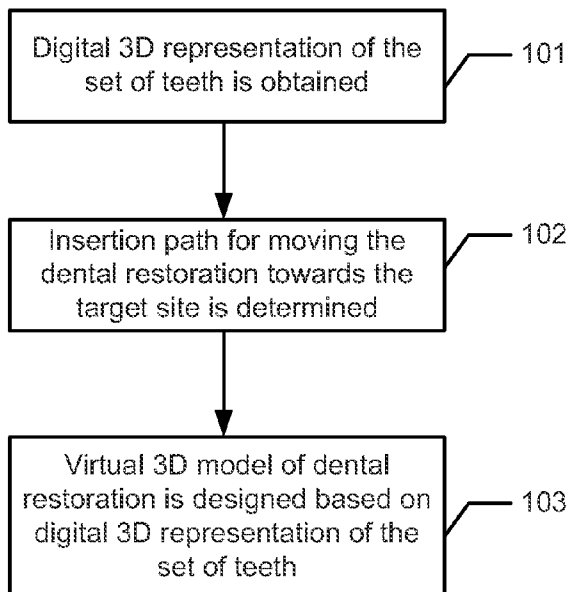 Digital 3D representation of the
set of teeth is obtained
101
Insertion path for moving the
dental restoration towards the
target site is determined
102
Virtual 3D model of dental
restoration is designed based on
digital 3D representation of the
set of teeth
103